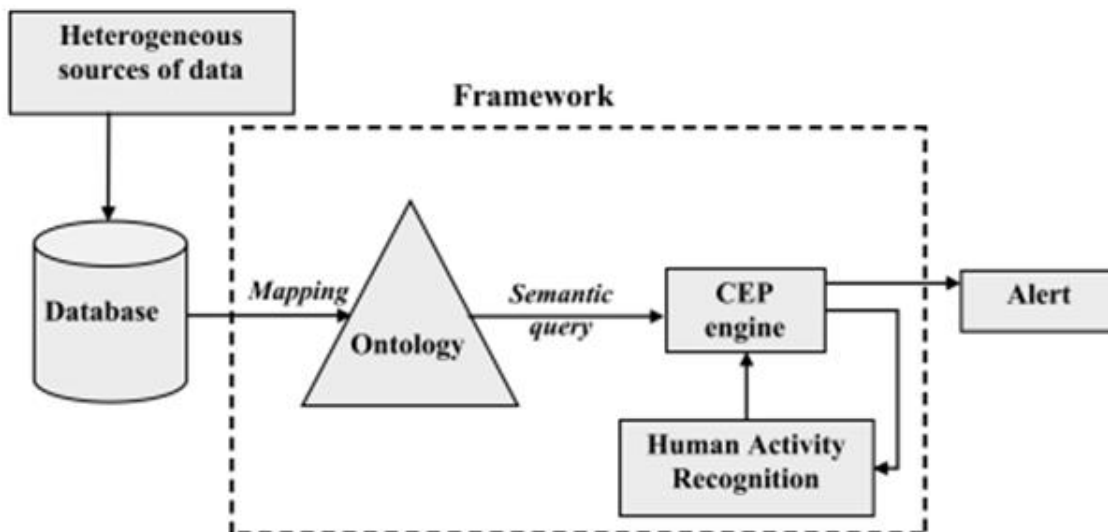 Heterogeneous
sources of data
Framework
Database
Mapping
Ontology
Semantic
query
CEP
engine
Alert
Human Activity
Recognition